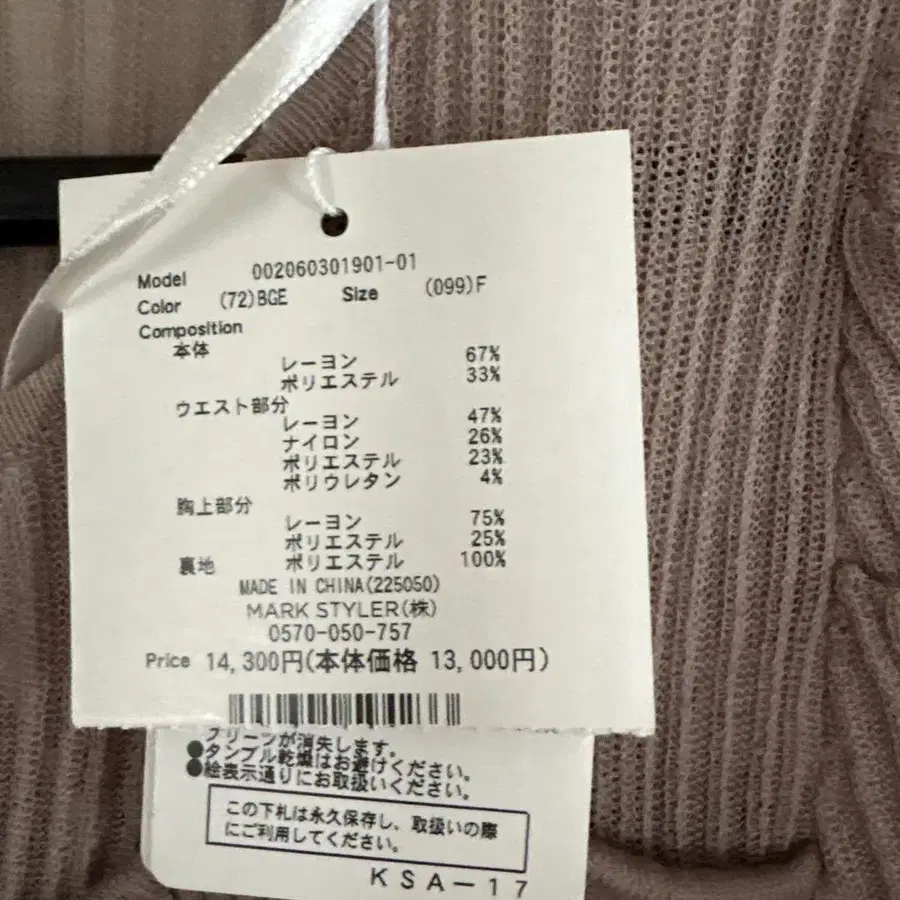 Model 002060301901-01
Color (72)BGE Size (099)F
Composition
本体
レーヨン 67%
ポリエステル 33%
ウエスト部分
レーヨン 47%
ナイロン 26%
ポリエステル 23%
ポリウレタン 4%
胸上部分
レーヨン 75%
ポリエステル 25%
裏地 ポリエステル 100%
MADE IN CHINA(225050)
MARK STYLER(株)
0570-050-757
Price 14,300円(本体価格 13,000円)
プリーツが消失します。
●タンブル乾燥はお避けください。
●絵表示通りにお取扱いください。
この下札は永久保存し、取扱いの際
にご利用してください。
KSA-17